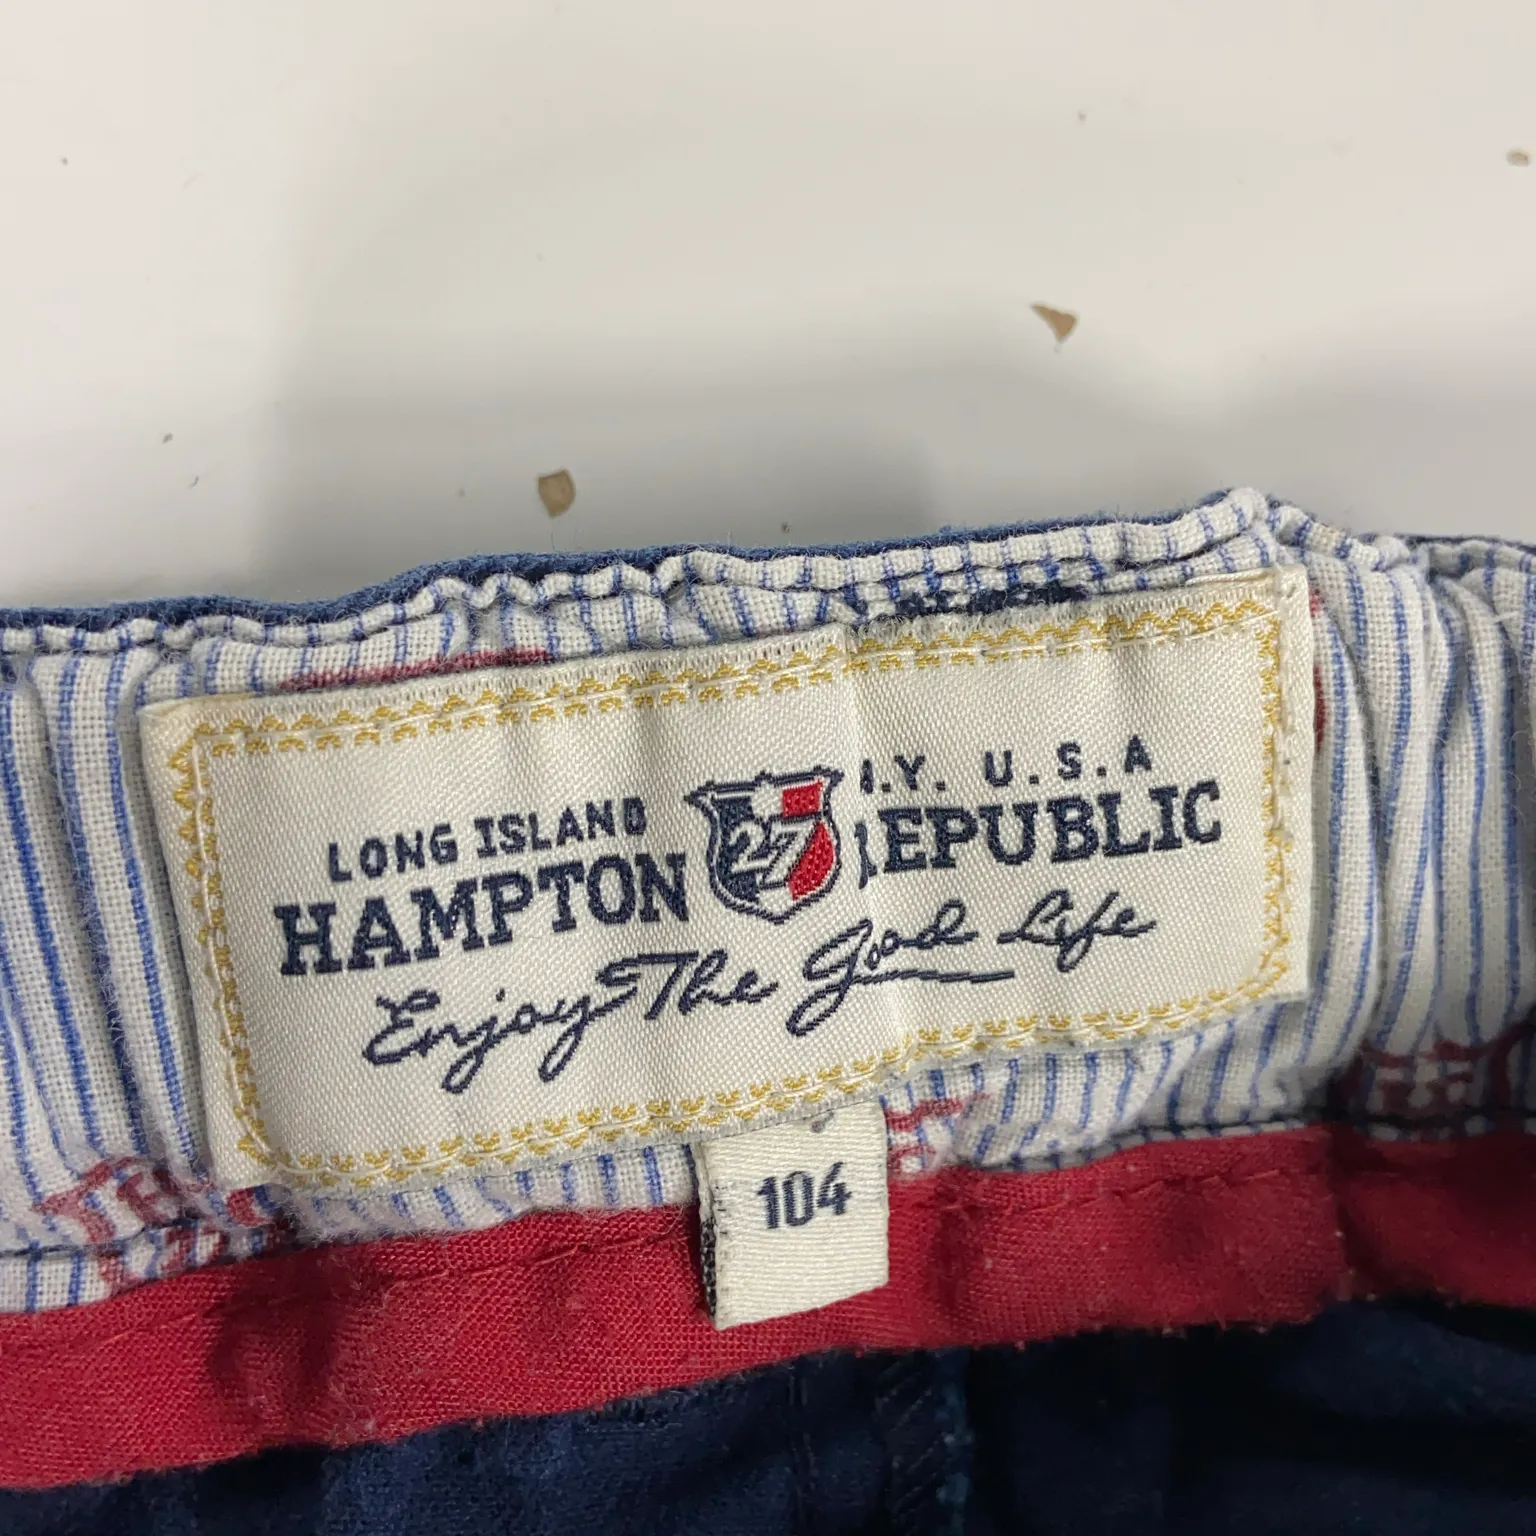 LONG ISLAND N.Y. U.S.A
HAMPTON 27 REPUBLIC
Enjoy The Good Life
104